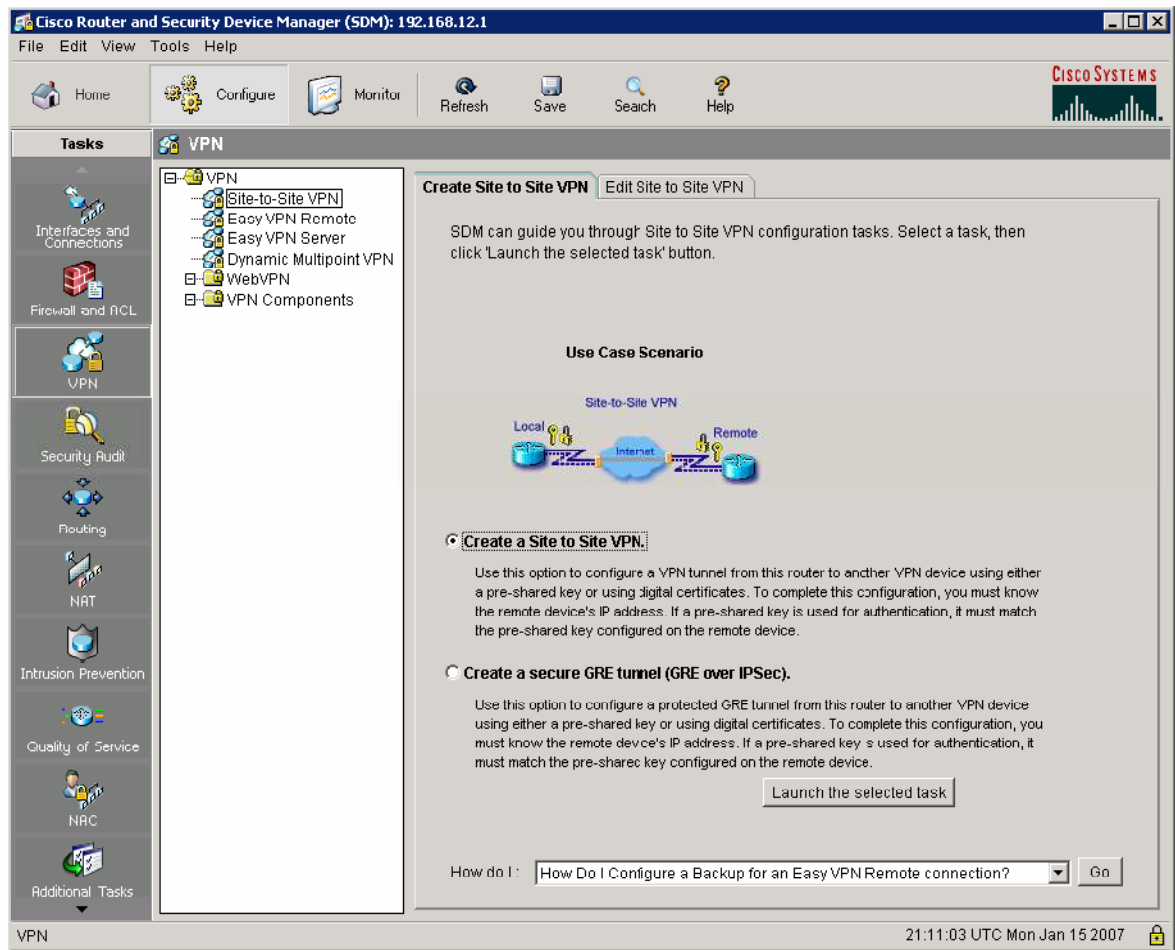 Cisco Router and Security Device Manager (SDM): 192.168.12.1
File Edit View Tools Help
Home Configure Monitor Refresh Save Search Help
CISCO SYSTEMS
Tasks
VPN
Interfaces and
Connections
Firewall and ACL
VPN
Security Audit
Routing
NAT
Intrusion Prevention
Quality of Service
NAC
Additional Tasks
VPN
Site-to-Site VPN
Easy VPN Remote
Easy VPN Server
Dynamic Multipoint VPN
WebVPN
VPN Components
Create Site to Site VPN Edit Site to Site VPN
SDM can guide you through Site to Site VPN configuration tasks. Select a task, then
click 'Launch the selected task' button.
Use Case Scenario
Site-to-Site VPN
Local Internet Remote
Create a Site to Site VPN.
Use this option to configure a VPN tunnel from this router to another VPN device using either
a pre-shared key or using digital certificates. To complete this configuration, you must know
the remote device's IP address. If a pre-shared key is used for authentication, it must match
the pre-shared key configured on the remote device.
Create a secure GRE tunnel (GRE over IPSec).
Use this option to configure a protected GRE tunnel from this router to another VPN device
using either a pre-shared key or using digital certificates. To complete this configuration, you
must know the remote device's IP address. If a pre-shared key is used for authentication, it
must match the pre-shared key configured on the remote device.
Launch the selected task
How do I: How Do I Configure a Backup for an Easy VPN Remote connection? Go
VPN 21:11:03 UTC Mon Jan 15 2007